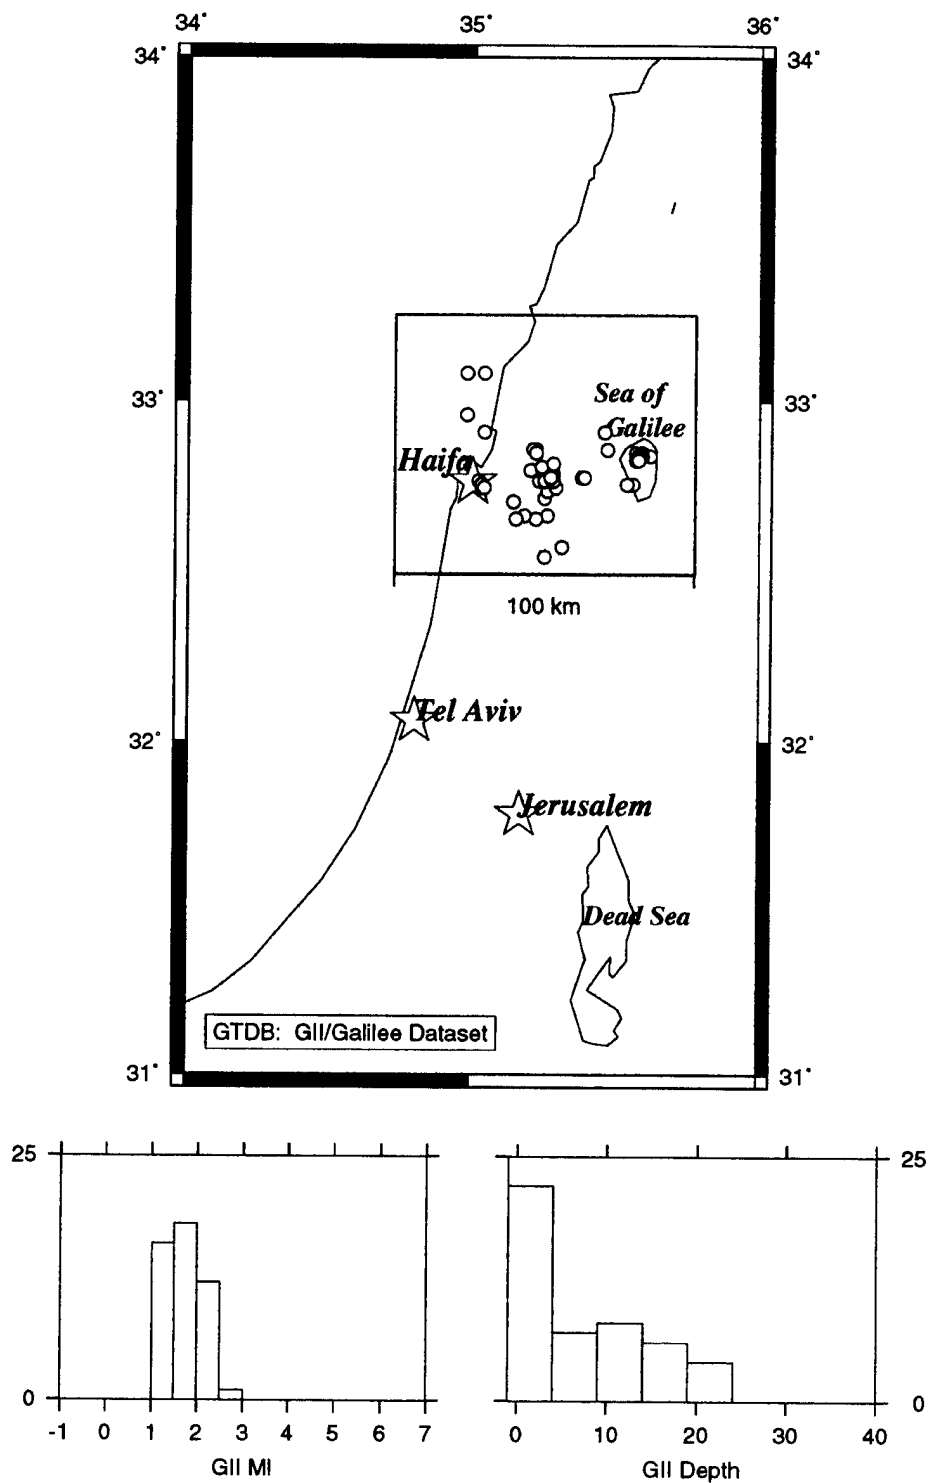 34° 35° 36°
34° 34°
33° 33°
Sea of
Galilee
Haifa
100 km
Tel Aviv
32° 32°
Jerusalem
Dead Sea
GTDB: GII/Galilee Dataset
31° 31°
25 25
0 0
-1 0 1 2 3 4 5 6 7 0 10 20 30 40
GII Ml GII Depth